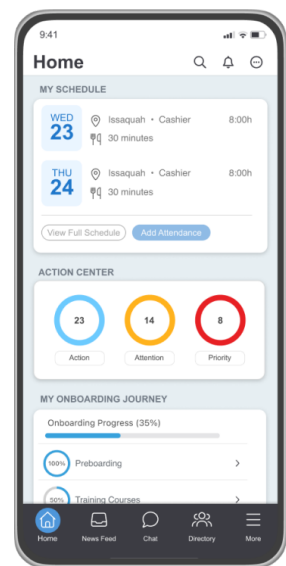 9:41
Home
MY SCHEDULE
WED
23
Issaquah • Cashier
8:00h
30 minutes
THU
24
Issaquah • Cashier
8:00h
30 minutes
View Full Schedule
Add Attendance
ACTION CENTER
23
14
8
Action
Attention
Priority
MY ONBOARDING JOURNEY
Onboarding Progress (35%)
100%
Preboarding
50%
Training Courses
Home
News Feed
Chat
Directory
More